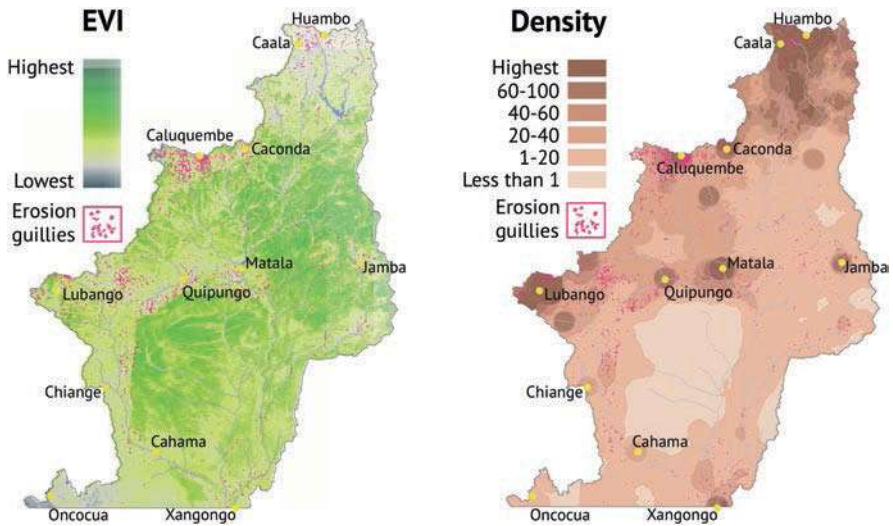 EVI
Highest
Lowest
Erosion
guillies
Huambo
Caala
Caluquembe
Caconda
Matala
Jamba
Lubango
Quipungo
Chiange
Cahama
Oncocua
Xangongo
Density
Highest
60-100
40-60
20-40
1-20
Less than 1
Erosion
guillies
Huambo
Caala
Caconda
Caluquembe
Matala
Jamba
Lubango
Quipungo
Chiange
Cahama
Oncocua
Xangongo